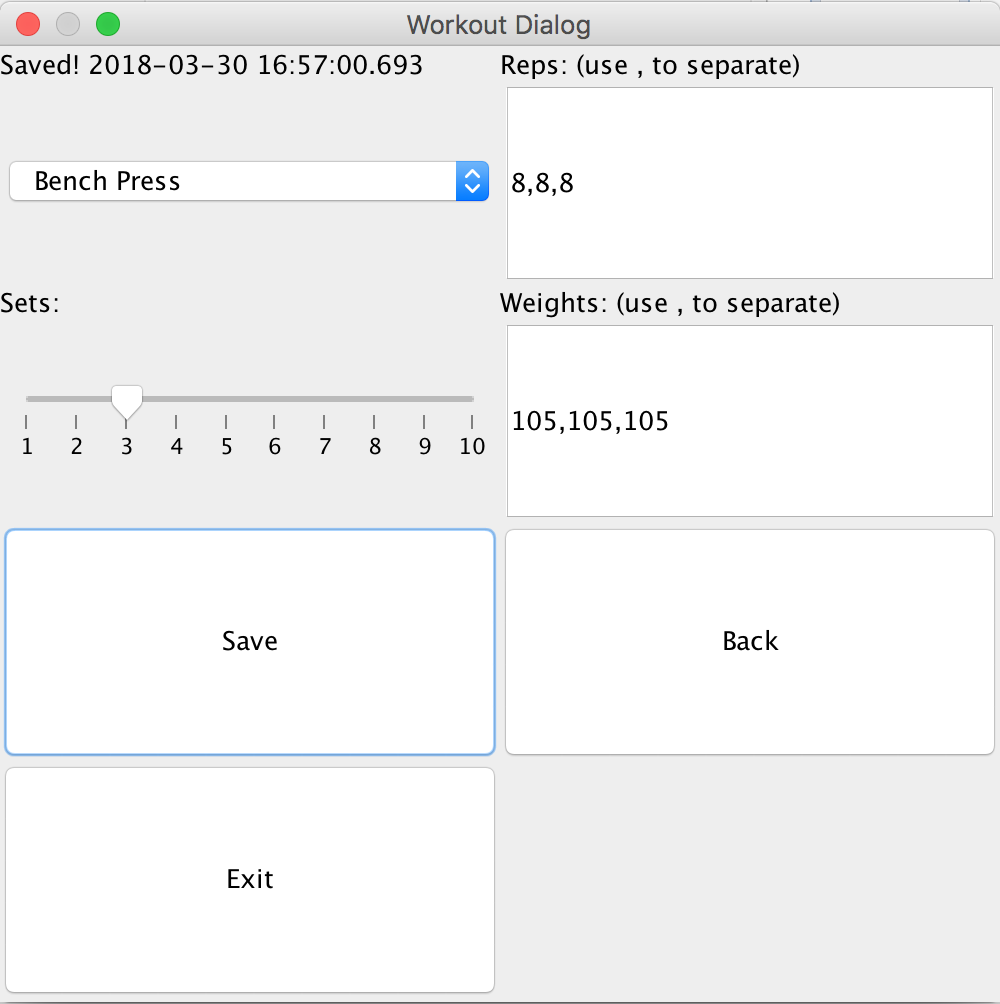 Workout Dialog
Saved! 2018-03-30 16:57:00.693
Reps: (use , to separate)
Bench Press
8,8,8
Sets:
Weights: (use , to separate)
1 2 3 4 5 6 7 8 9 10
105,105,105
Save
Back
Exit